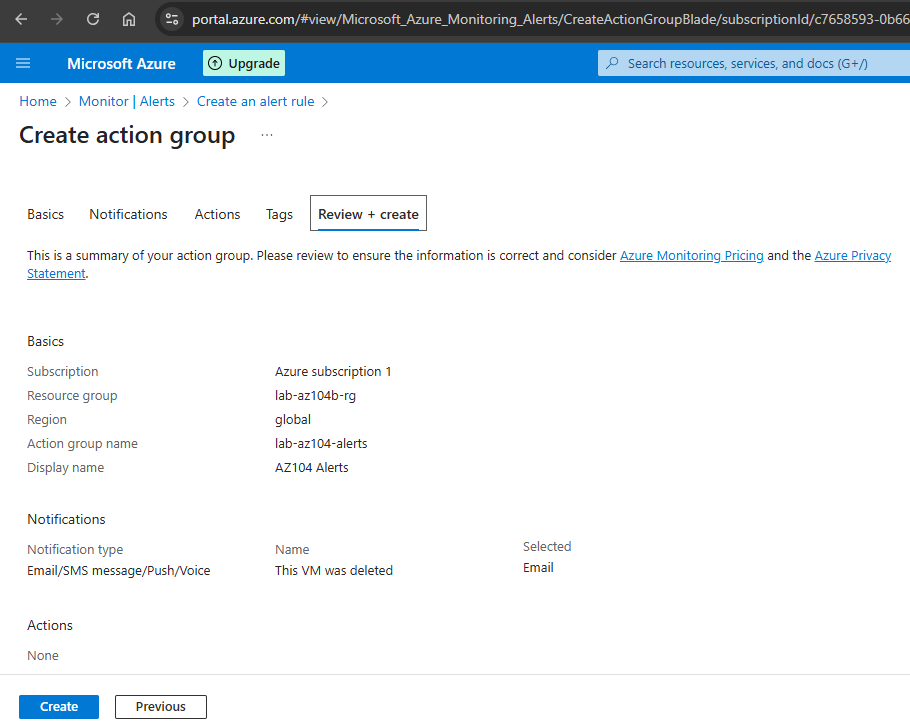 portal.azure.com/#view/Microsoft_Azure_Monitoring_Alerts/CreateActionGroupBlade/subscriptionId/c7658593-0b66
Microsoft Azure Upgrade Search resources, services, and docs (G+/)
Home > Monitor | Alerts > Create an alert rule >
Create action group ...
Basics Notifications Actions Tags Review + create
This is a summary of your action group. Please review to ensure the information is correct and consider Azure Monitoring Pricing and the Azure Privacy
Statement.
Basics
Subscription Azure subscription 1
Resource group lab-az104b-rg
Region global
Action group name lab-az104-alerts
Display name AZ104 Alerts
Notifications
Notification type Name Selected
Email/SMS message/Push/Voice This VM was deleted Email
Actions
None
Create Previous